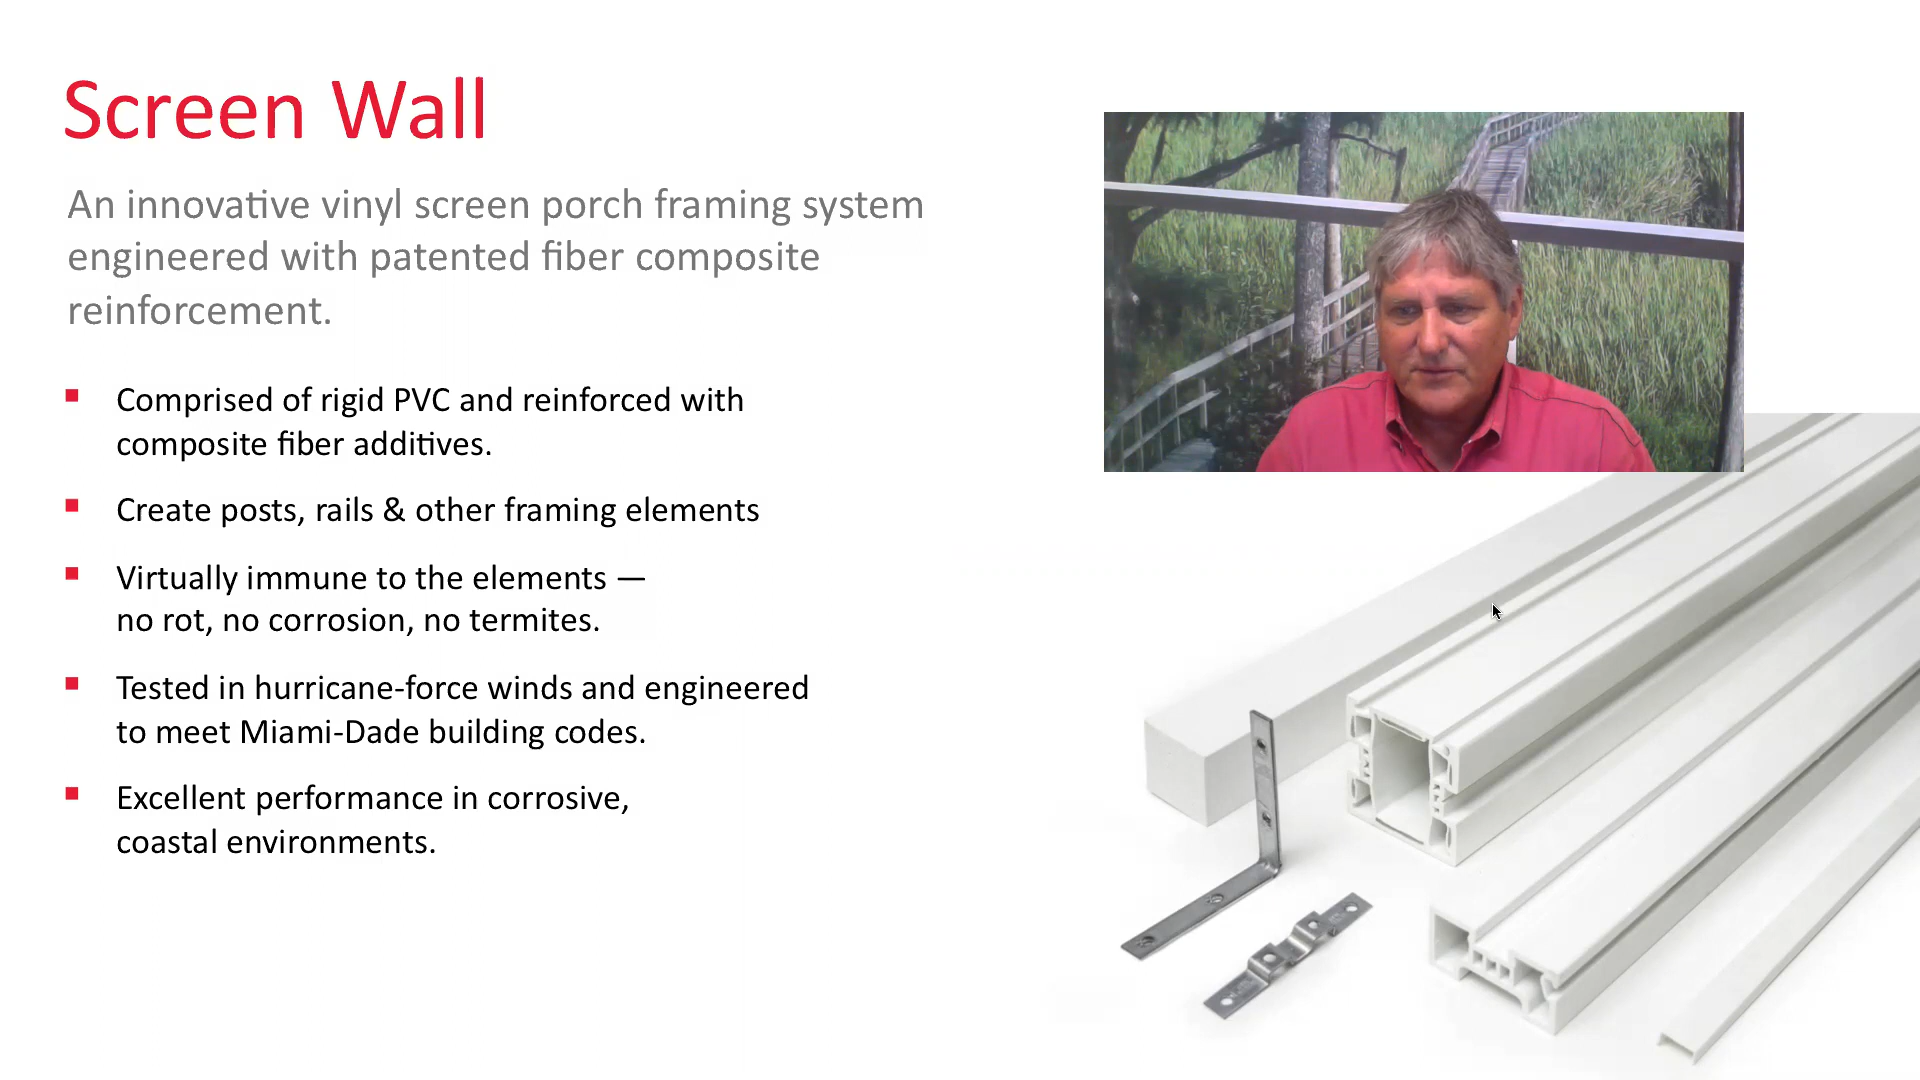 Screen Wall
An innovative vinyl screen porch framing system
engineered with patented fiber composite
reinforcement.
Comprised of rigid PVC and reinforced with
composite fiber additives.
Create posts, rails & other framing elements
Virtually immune to the elements —
no rot, no corrosion, no termites.
Tested in hurricane-force winds and engineered
to meet Miami-Dade building codes.
Excellent performance in corrosive,
coastal environments.